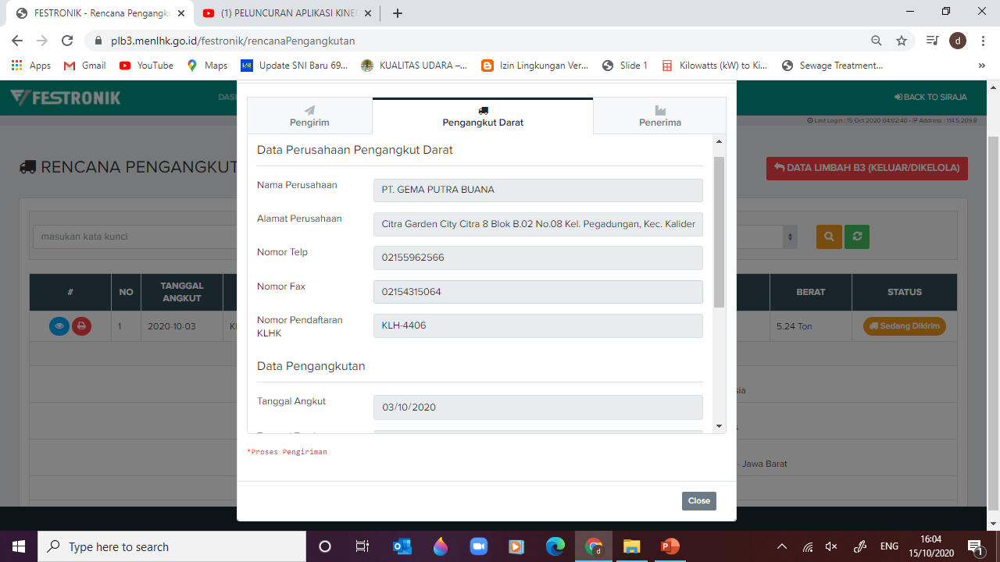 FESTRONIK - Rencana Pengangku
(1) PELUNCURAN APLIKASI KINER
plb3.menlhk.go.id/festronik/rencanaPengangkutan
d
Apps
Gmail
YouTube
Maps
Update SNI Baru 69...
KUALITAS UDARA –...
Izin Lingkungan Ver...
Slide 1
Kilowatts (kW) to Ki...
Sewage Treatment...
»
FESTRONIK
DAS
BACK TO SIRAJA
Last Login : 15 Oct 2020 04:02:40 - IP Address : 114.5.209.8
RENCANA PENGANGKUT
DATA LIMBAH B3 (KELUAR/DIKELOLA)
masukan kata kunci
#
NO
TANGGAL
ANGKUT
BERAT
STATUS
1
2020-10-03
Kl
5.24 Ton
Sedang Dikirim
sia
s
- Jawa Barat
Pengirim
Pengangkut Darat
Penerima
Data Perusahaan Pengangkut Darat
Nama Perusahaan
PT. GEMA PUTRA BUANA
Alamat Perusahaan
Citra Garden City Citra 8 Blok B.02 No.08 Kel. Pegadungan, Kec. Kalider
Nomor Telp
02155962566
Nomor Fax
02154315064
Nomor Pendaftaran
KLHK
KLH-4406
Data Pengangkutan
Tanggal Angkut
03/10/2020
*Proses Pengiriman
Close
Type here to search
ENG
16:04
15/10/2020
1